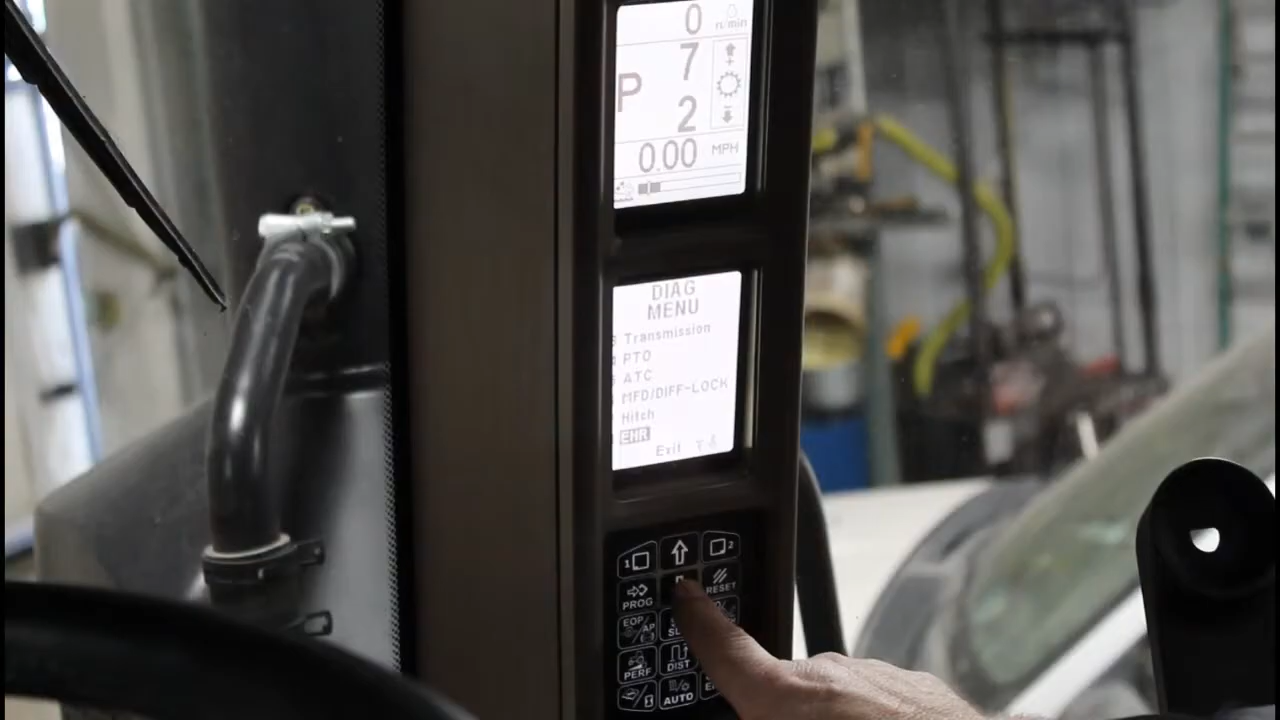 0 r/min
7
P
2
0.00 MPH
DIAG
MENU
Transmission
PTO
ATC
MFD/DIFF-LOCK
Hitch
EHR
Exit
1 2
PROG RESET
EOP/AP
PERF DIST
AUTO